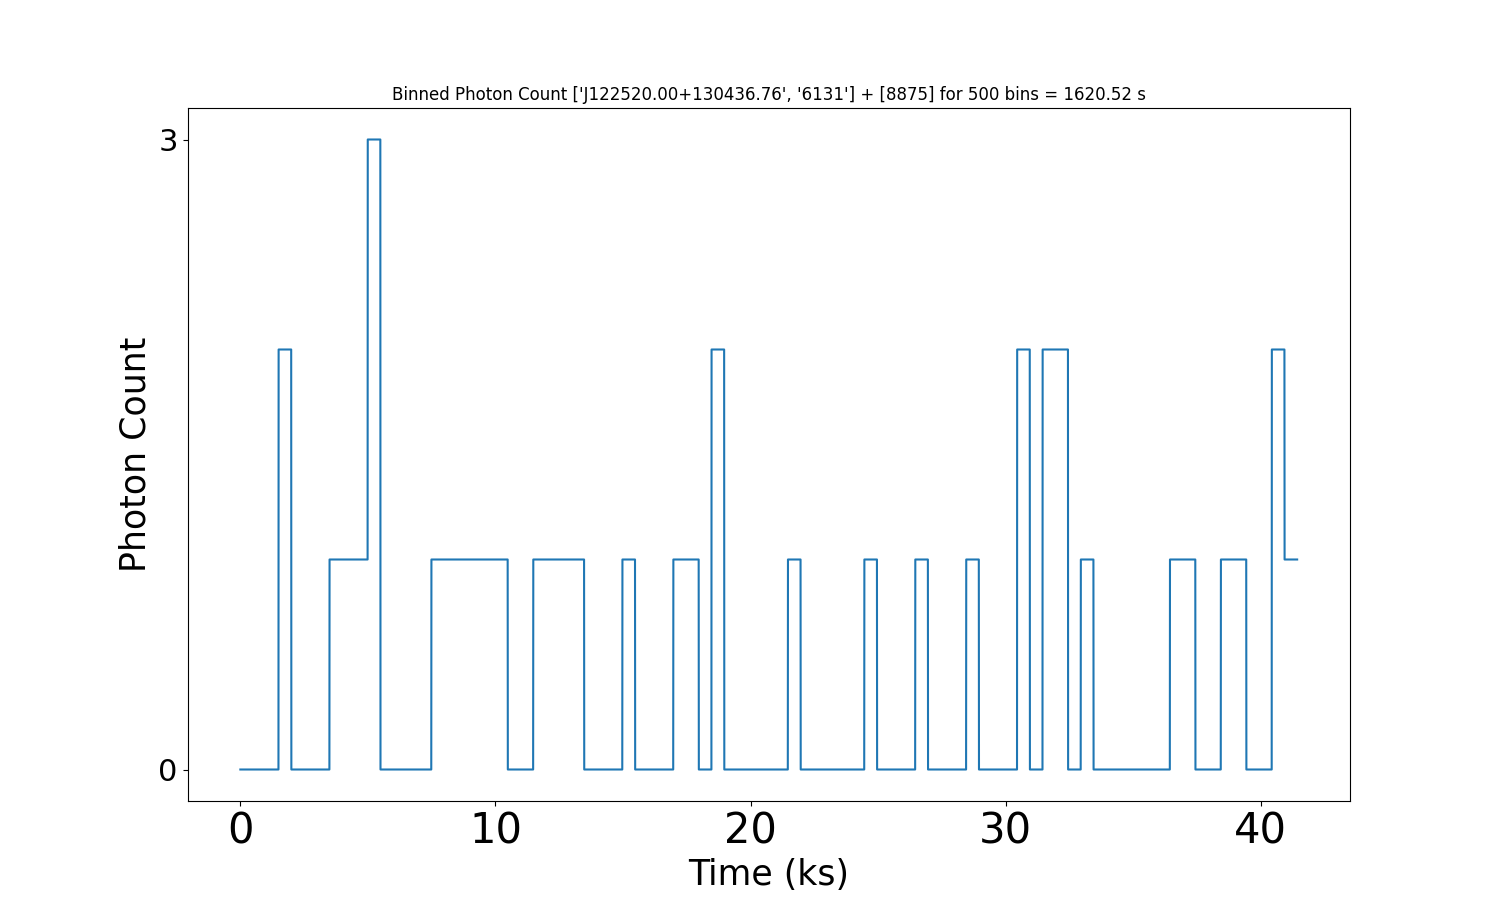 Binned Photon Count ['J122520.00+130436.76', '6131'] + [8875] for 500 bins = 1620.52 s
3
Photon Count
0
0 10 20 30 40
Time (ks)